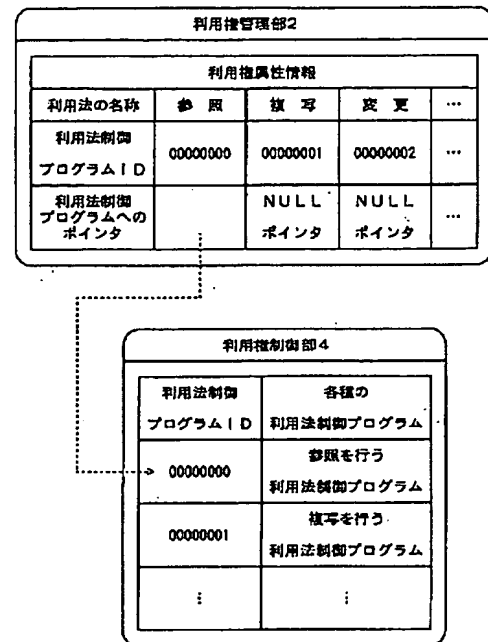 利用権管理部2
利用権属性情報
利用法の名称 参照 複写 変更 …
利用法制御
プログラムID
00000000 00000001 00000002 …
利用法制御
プログラムへの
ポインタ
NULL
ポインタ
NULL
ポインタ
…
利用権制御部4
利用法制御
プログラムID
各種の
利用法制御プログラム
00000000
参照を行う
利用法制御プログラム
00000001
複写を行う
利用法制御プログラム
⋮ ⋮